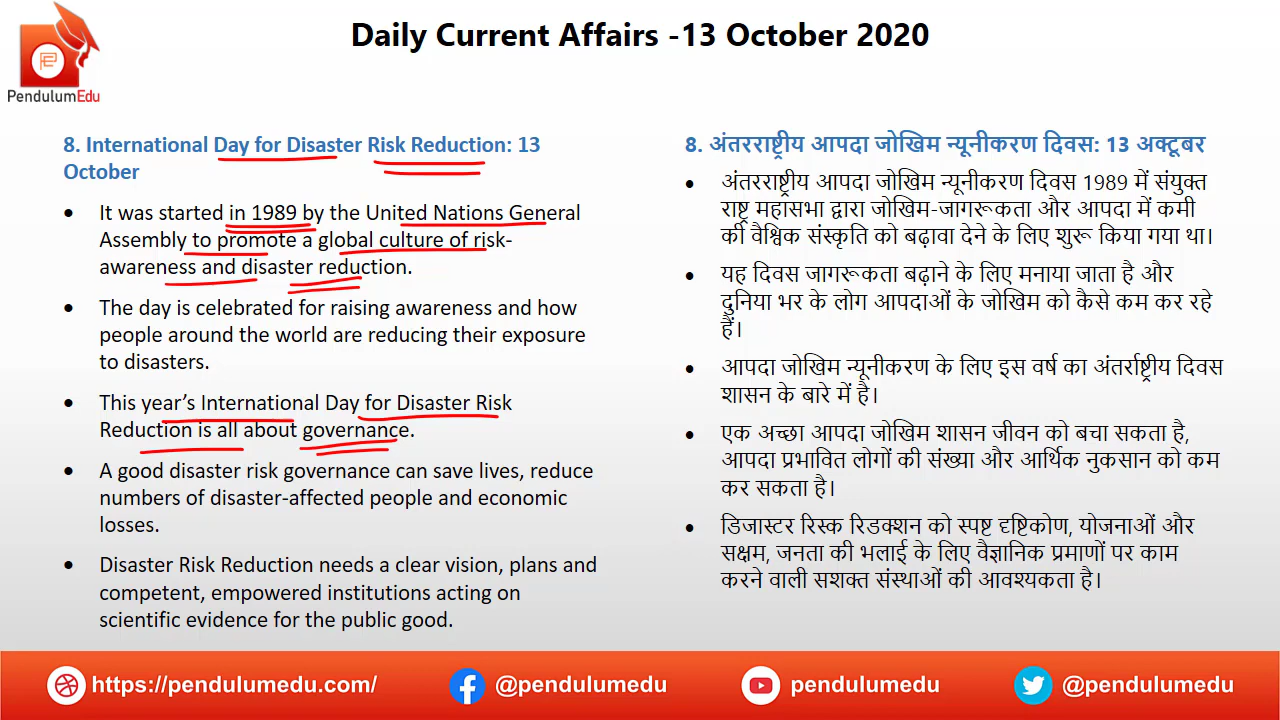 Daily Current Affairs -13 October 2020
PendulumEdu
8. International Day for Disaster Risk Reduction: 13
October
• It was started in 1989 by the United Nations General
Assembly to promote a global culture of risk-
awareness and disaster reduction.
• The day is celebrated for raising awareness and how
people around the world are reducing their exposure
to disasters.
• This year’s International Day for Disaster Risk
Reduction is all about governance.
• A good disaster risk governance can save lives, reduce
numbers of disaster-affected people and economic
losses.
• Disaster Risk Reduction needs a clear vision, plans and
competent, empowered institutions acting on
scientific evidence for the public good.
8. अंतरराष्ट्रीय आपदा जोखिम न्यूनीकरण दिवस: 13 अक्टूबर
• अंतरराष्ट्रीय आपदा जोखिम न्यूनीकरण दिवस 1989 में संयुक्त
राष्ट्र महासभा द्वारा जोखिम-जागरूकता और आपदा में कमी
की वैश्विक संस्कृति को बढ़ावा देने के लिए शुरू किया गया था।
• यह दिवस जागरूकता बढ़ाने के लिए मनाया जाता है और
दुनिया भर के लोग आपदाओं के जोखिम को कैसे कम कर रहे
हैं।
• आपदा जोखिम न्यूनीकरण के लिए इस वर्ष का अंतर्राष्ट्रीय दिवस
शासन के बारे में है।
• एक अच्छा आपदा जोखिम शासन जीवन को बचा सकता है,
आपदा प्रभावित लोगों की संख्या और आर्थिक नुकसान को कम
कर सकता है।
• डिजास्टर रिस्क रिडक्शन को स्पष्ट दृष्टिकोण, योजनाओं और
सक्षम, जनता की भलाई के लिए वैज्ञानिक प्रमाणों पर काम
करने वाली सशक्त संस्थाओं की आवश्यकता है।
https://pendulumedu.com/
@pendulumedu
pendulumedu
@pendulumedu